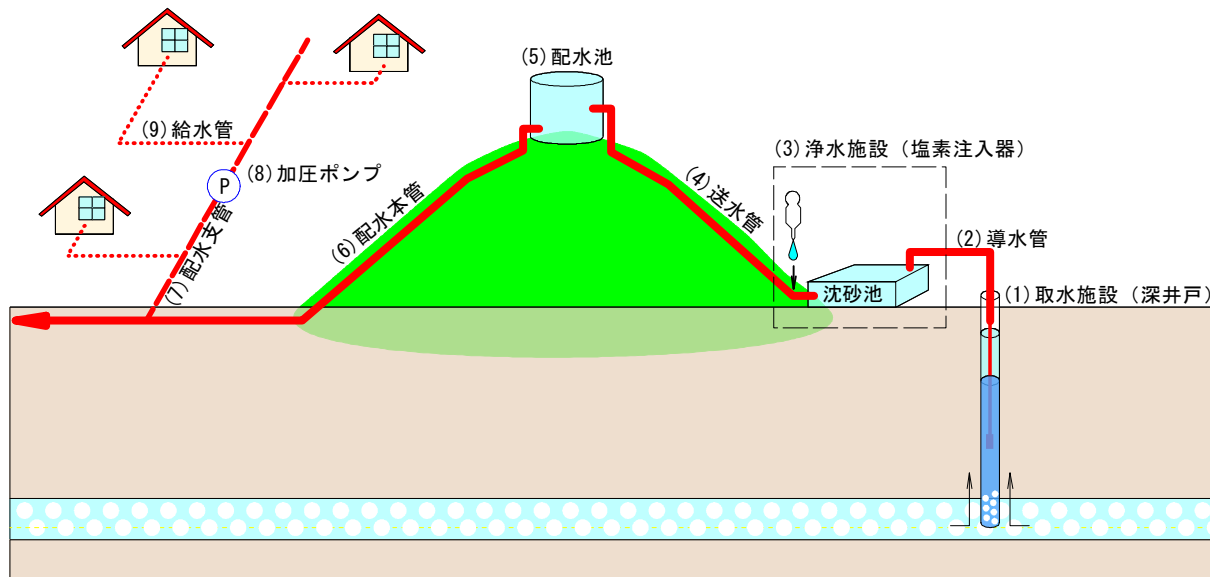 (1)取水施設（深井戸）
(2)導水管
(3)浄水施設（塩素注入器）
沈砂池
(4)送水管
(5)配水池
(6)配水本管
(7)配水支管
(8)加圧ポンプ
P
(9)給水管